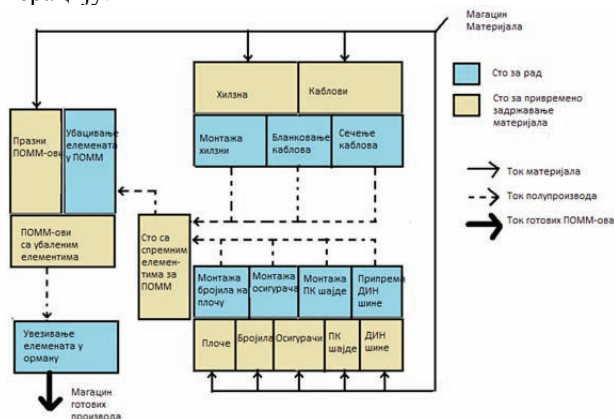 Магацин
Материјала
Хилзна
Каблови
Сто за рад
Сто за привремено
задржавање
материјала
Празни
ПОММ-ови
Убацивање
елемената
у ПОММ
Монтажа
хилзни
Бланковање
каблова
Сечење
каблова
Ток материјала
Ток полупроизвода
Ток готових ПОММ-ова
ПОММ-ови
са убаленим
елементима
Сто са
спремним
елемен-
тима за
ПОММ
Монтажа
бројила на
плочу
Монтажа
осигурача
Монтажа
ПК шајде
Припрема
ДИН
шине
Увезивање
елемената у
орману
Плоче
Бројила
Осигурачи
ПК
шајде
ДИН
шине
Магацин
готових
производа